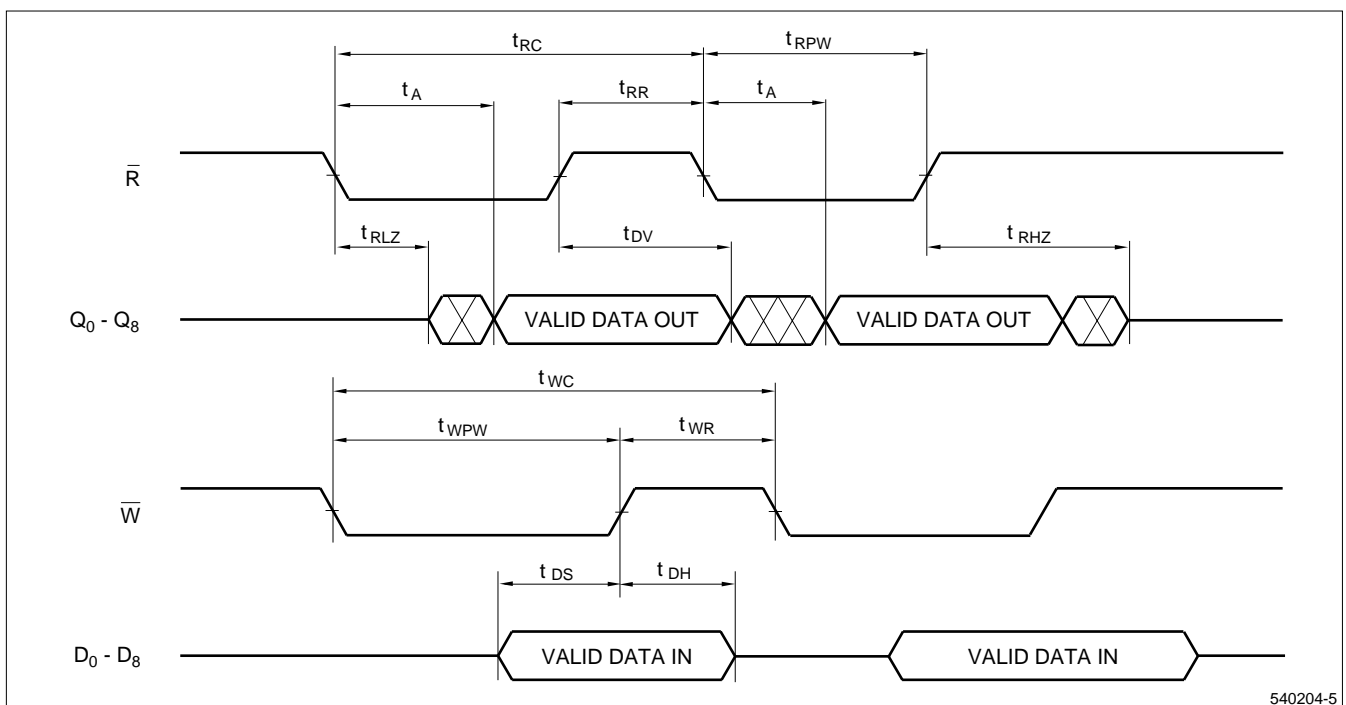 tRC
tRPW
tA
tRR
tA
R̅
tRLZ
tDV
tRHZ
Q0 - Q8
VALID DATA OUT
VALID DATA OUT
tWC
tWPW
tWR
W̅
tDS
tDH
D0 - D8
VALID DATA IN
VALID DATA IN
540204-5